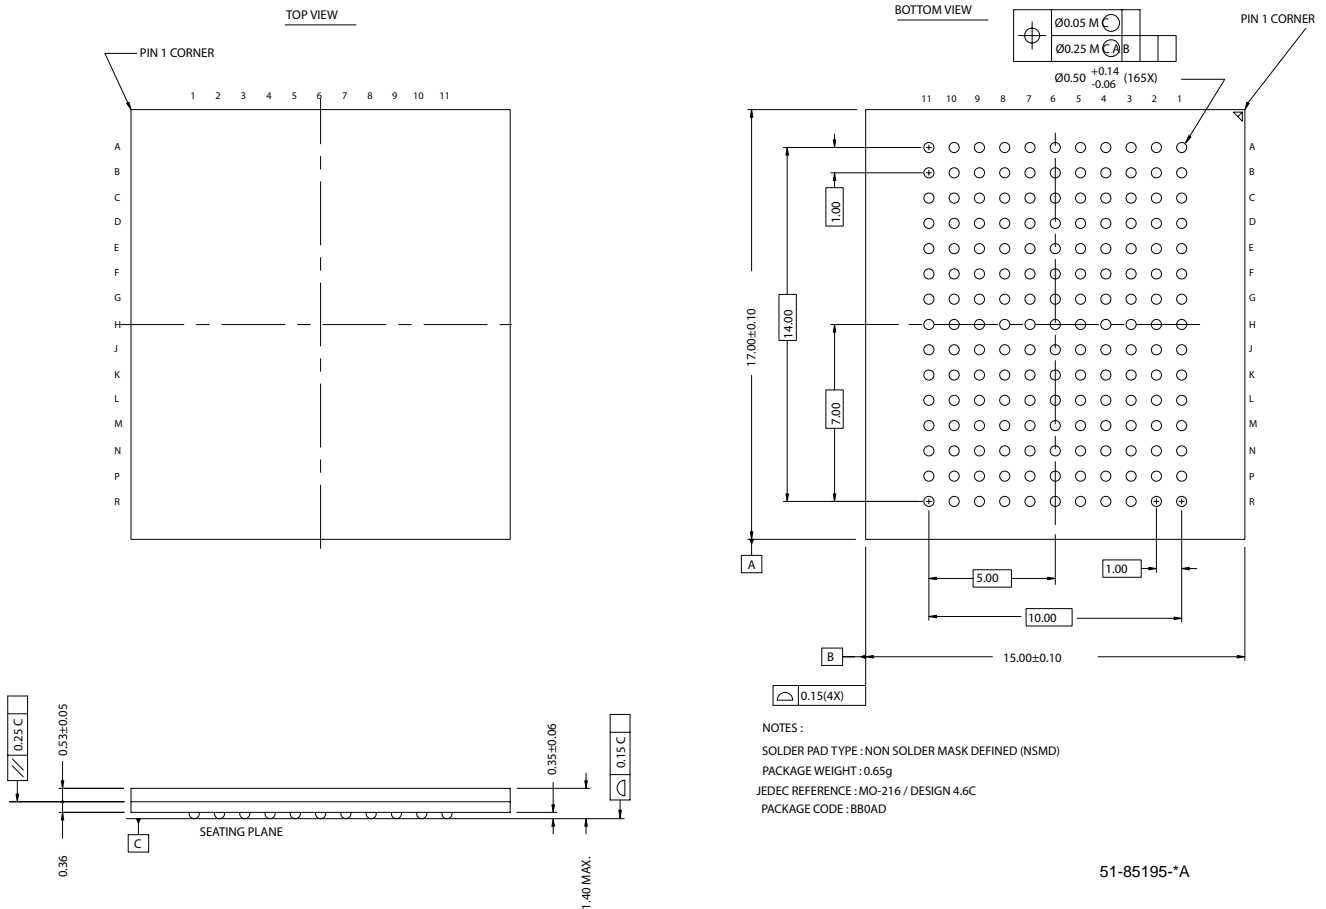 TOP VIEW
PIN 1 CORNER
1 2 3 4 5 6 7 8 9 10 11
A
B
C
D
E
F
G
H
J
K
L
M
N
P
R
BOTTOM VIEW
PIN 1 CORNER
Ø0.05 M C
Ø0.25 M C A B
Ø0.50 +0.14 -0.06 (165X)
11 10 9 8 7 6 5 4 3 2 1
A
B
C
D
E
F
G
H
J
K
L
M
N
P
R
1.00
14.00
17.00±0.10
7.00
A
5.00
1.00
10.00
B
15.00±0.10
0.15(4X)
0.25 C
0.53±0.05
0.36
SEATING PLANE
C
0.35±0.06
0.15 C
1.40 MAX.
NOTES :
SOLDER PAD TYPE : NON SOLDER MASK DEFINED (NSMD)
PACKAGE WEIGHT : 0.65g
JEDEC REFERENCE : MO-216 / DESIGN 4.6C
PACKAGE CODE : BB0AD
51-85195-*A